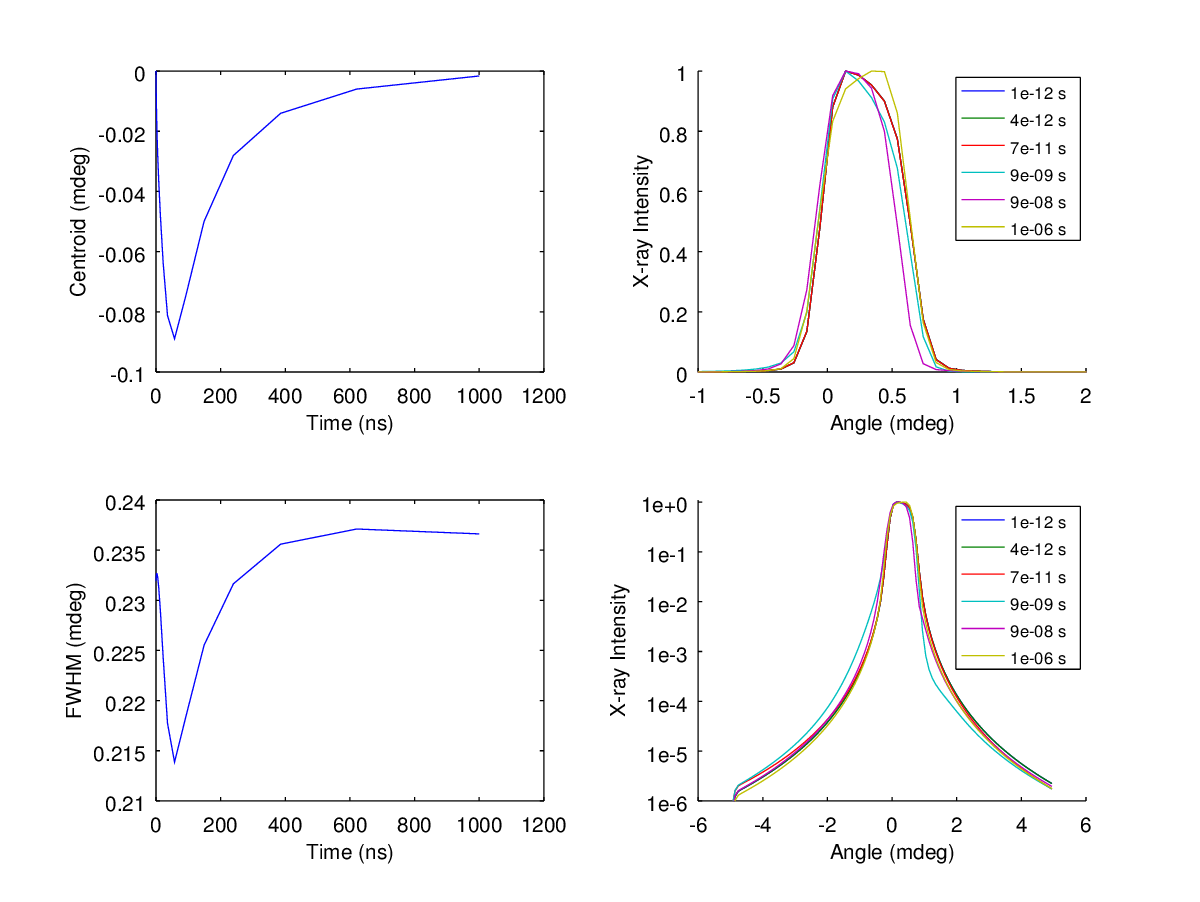 0
-0.02
-0.04
-0.06
-0.08
-0.1
Centroid (mdeg)
0 200 400 600 800 1000 1200
Time (ns)
1
0.8
0.6
0.4
0.2
0
X-ray Intensity
-1 -0.5 0 0.5 1 1.5 2
Angle (mdeg)
1e-12 s
4e-12 s
7e-11 s
9e-09 s
9e-08 s
1e-06 s
0.24
0.235
0.23
0.225
0.22
0.215
0.21
FWHM (mdeg)
0 200 400 600 800 1000 1200
Time (ns)
1e+0
1e-1
1e-2
1e-3
1e-4
1e-5
1e-6
X-ray Intensity
-6 -4 -2 0 2 4 6
Angle (mdeg)
1e-12 s
4e-12 s
7e-11 s
9e-09 s
9e-08 s
1e-06 s